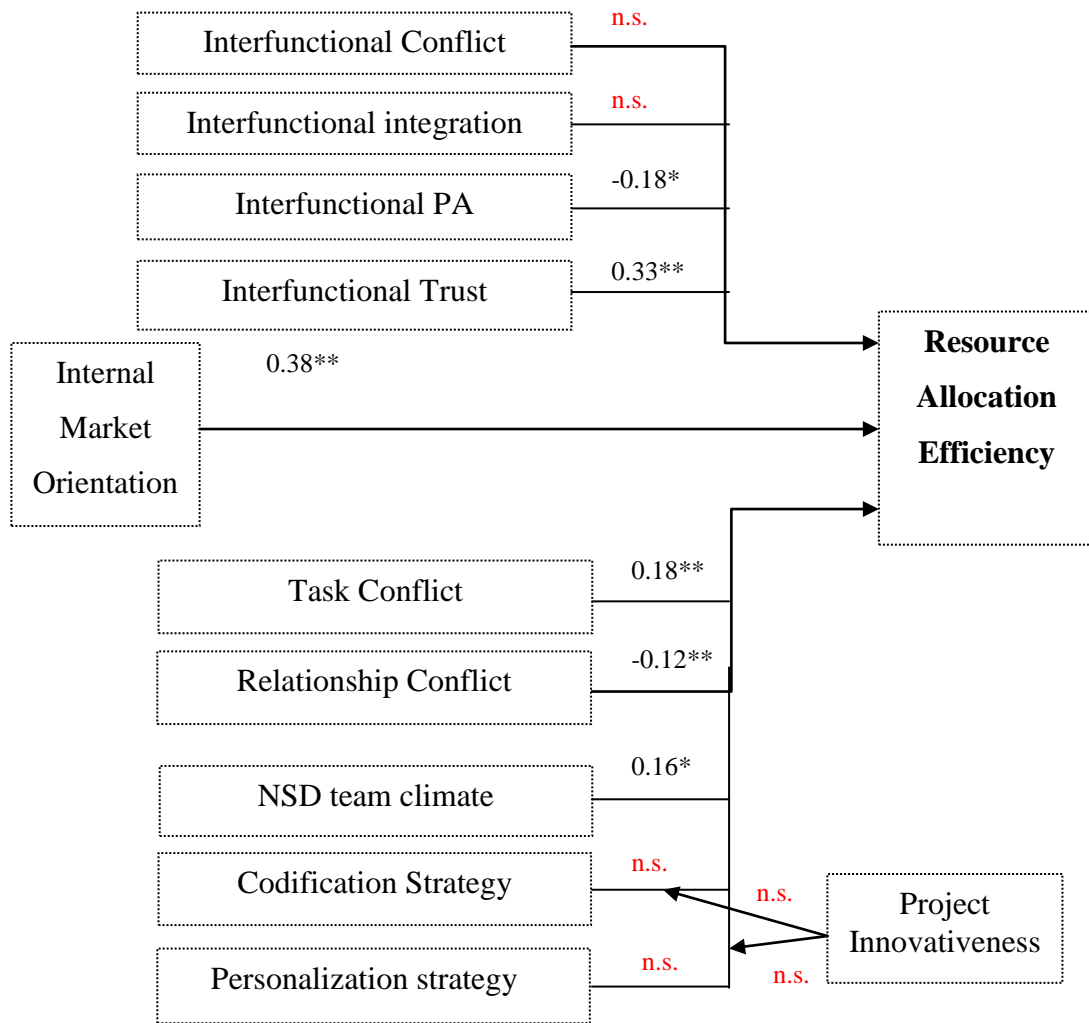 n.s.
Interfunctional Conflict
n.s.
Interfunctional integration
-0.18*
Interfunctional PA
0.33**
Interfunctional Trust
0.38**
Internal
Market
Orientation
Resource
Allocation
Efficiency
0.18**
Task Conflict
-0.12**
Relationship Conflict
0.16*
NSD team climate
n.s.
Codification Strategy
n.s.
Project
Innovativeness
n.s.
n.s.
Personalization strategy